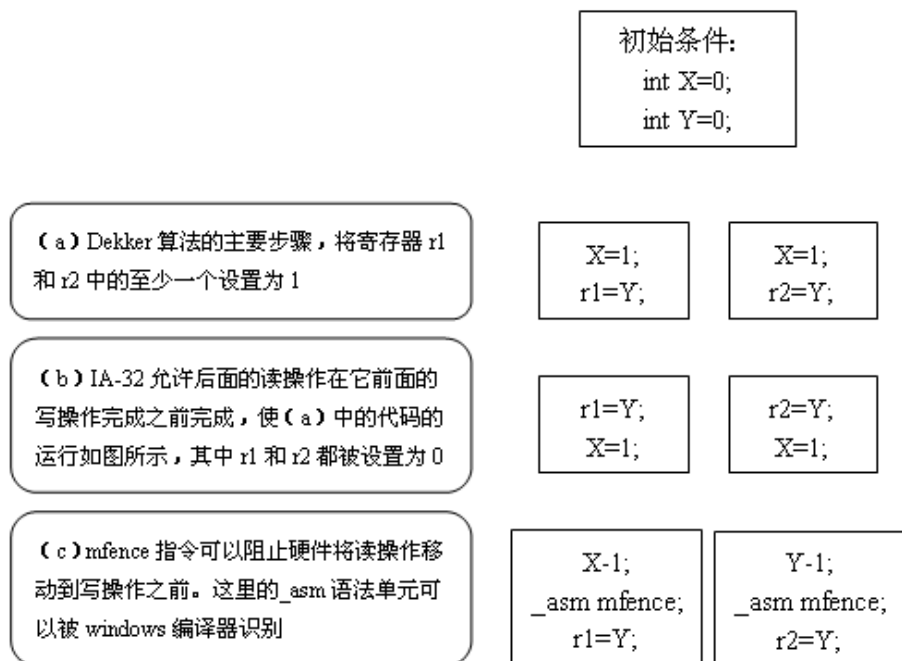 初始条件:
int X=0;
int Y=0;
(a)Dekker 算法的主要步骤,将寄存器 r1
和 r2 中的至少一个设置为 1
X=1;
r1=Y;
X=1;
r2=Y;
(b)IA-32 允许后面的读操作在它前面的
写操作完成之前完成,使(a)中的代码的
运行如图所示,其中 r1 和 r2 都被设置为 0
r1=Y;
X=1;
r2=Y;
X=1;
(c)mfence 指令可以阻止硬件将读操作移
动到写操作之前。这里的_asm 语法单元可
以被 windows 编译器识别
X-1;
_asm mfence;
r1=Y;
Y-1;
_asm mfence;
r2=Y;